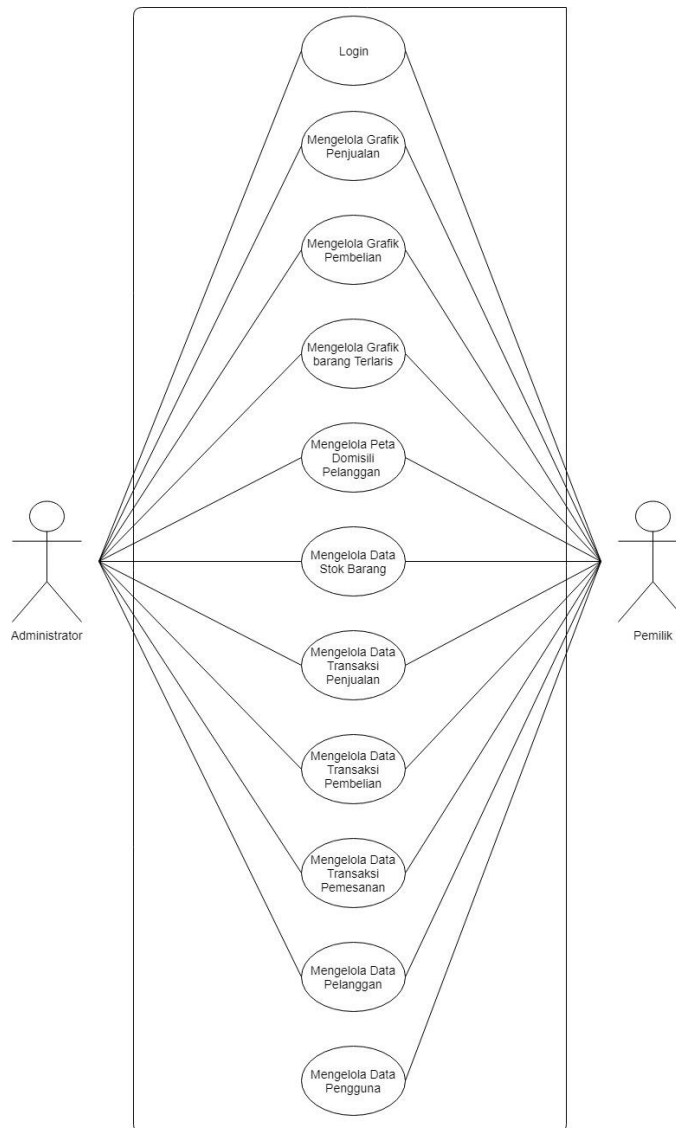 Login
Mengelola Grafik
Penjualan
Mengelola Grafik
Pembelian
Mengelola Grafik
barang Terlaris
Mengelola Peta
Domisili
Pelanggan
Mengelola Data
Stok Barang
Administrator
Pemilik
Mengelola Data
Transaksi
Penjualan
Mengelola Data
Transaksi
Pembelian
Mengelola Data
Transaksi
Pemesanan
Mengelola Data
Pelanggan
Mengelola Data
Pengguna